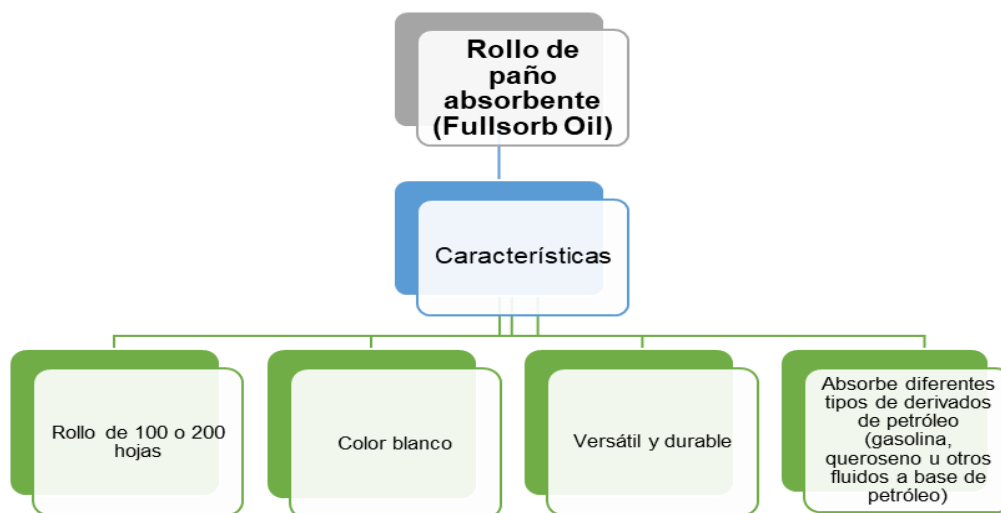 Rollo de
paño
absorbente
(Fullsorb Oil)
Característícas
Rollo de 100 o 200
hojas
Color blanco
Versátil y durable
Absorbe diferentes
tipos de derivados
de petróleo
(gasolina,
queroseno u otros
fluidos a base de
petróleo)